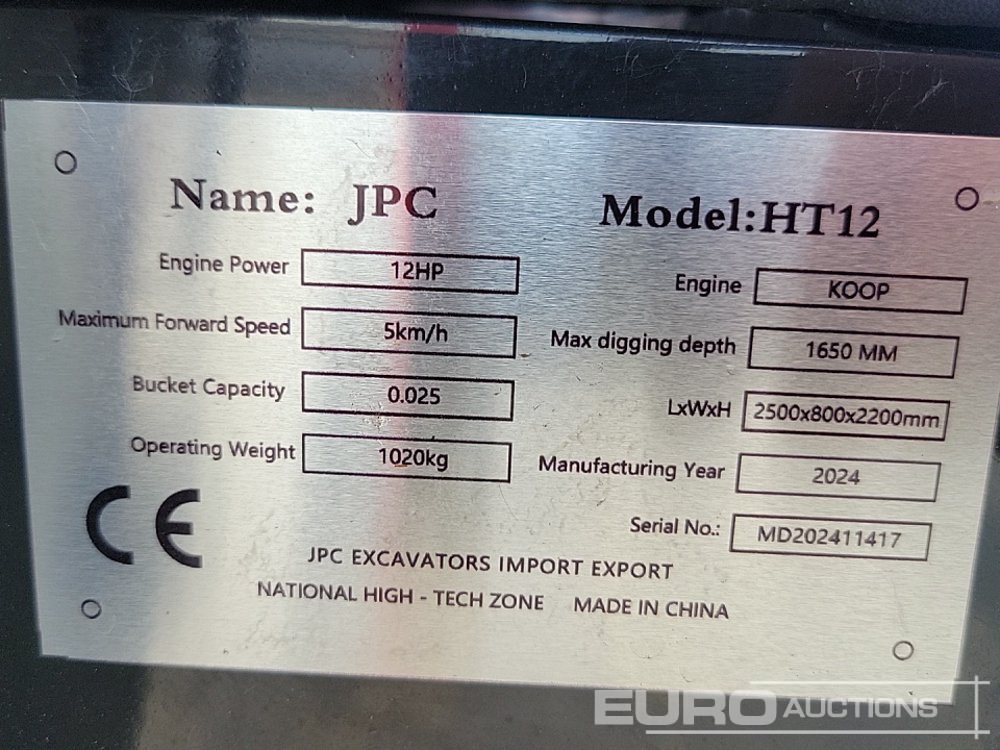 Name: JPC
Model:HT12
Engine Power 12HP
Engine KOOP
Maximum Forward Speed 5km/h
Max digging depth 1650 MM
Bucket Capacity 0.025
LxWxH 2500x800x2200mm
Operating Weight 1020kg
Manufacturing Year 2024
Serial No.: MD202411417
CE
JPC EXCAVATORS IMPORT EXPORT
NATIONAL HIGH - TECH ZONE MADE IN CHINA
EURO AUCTIONS